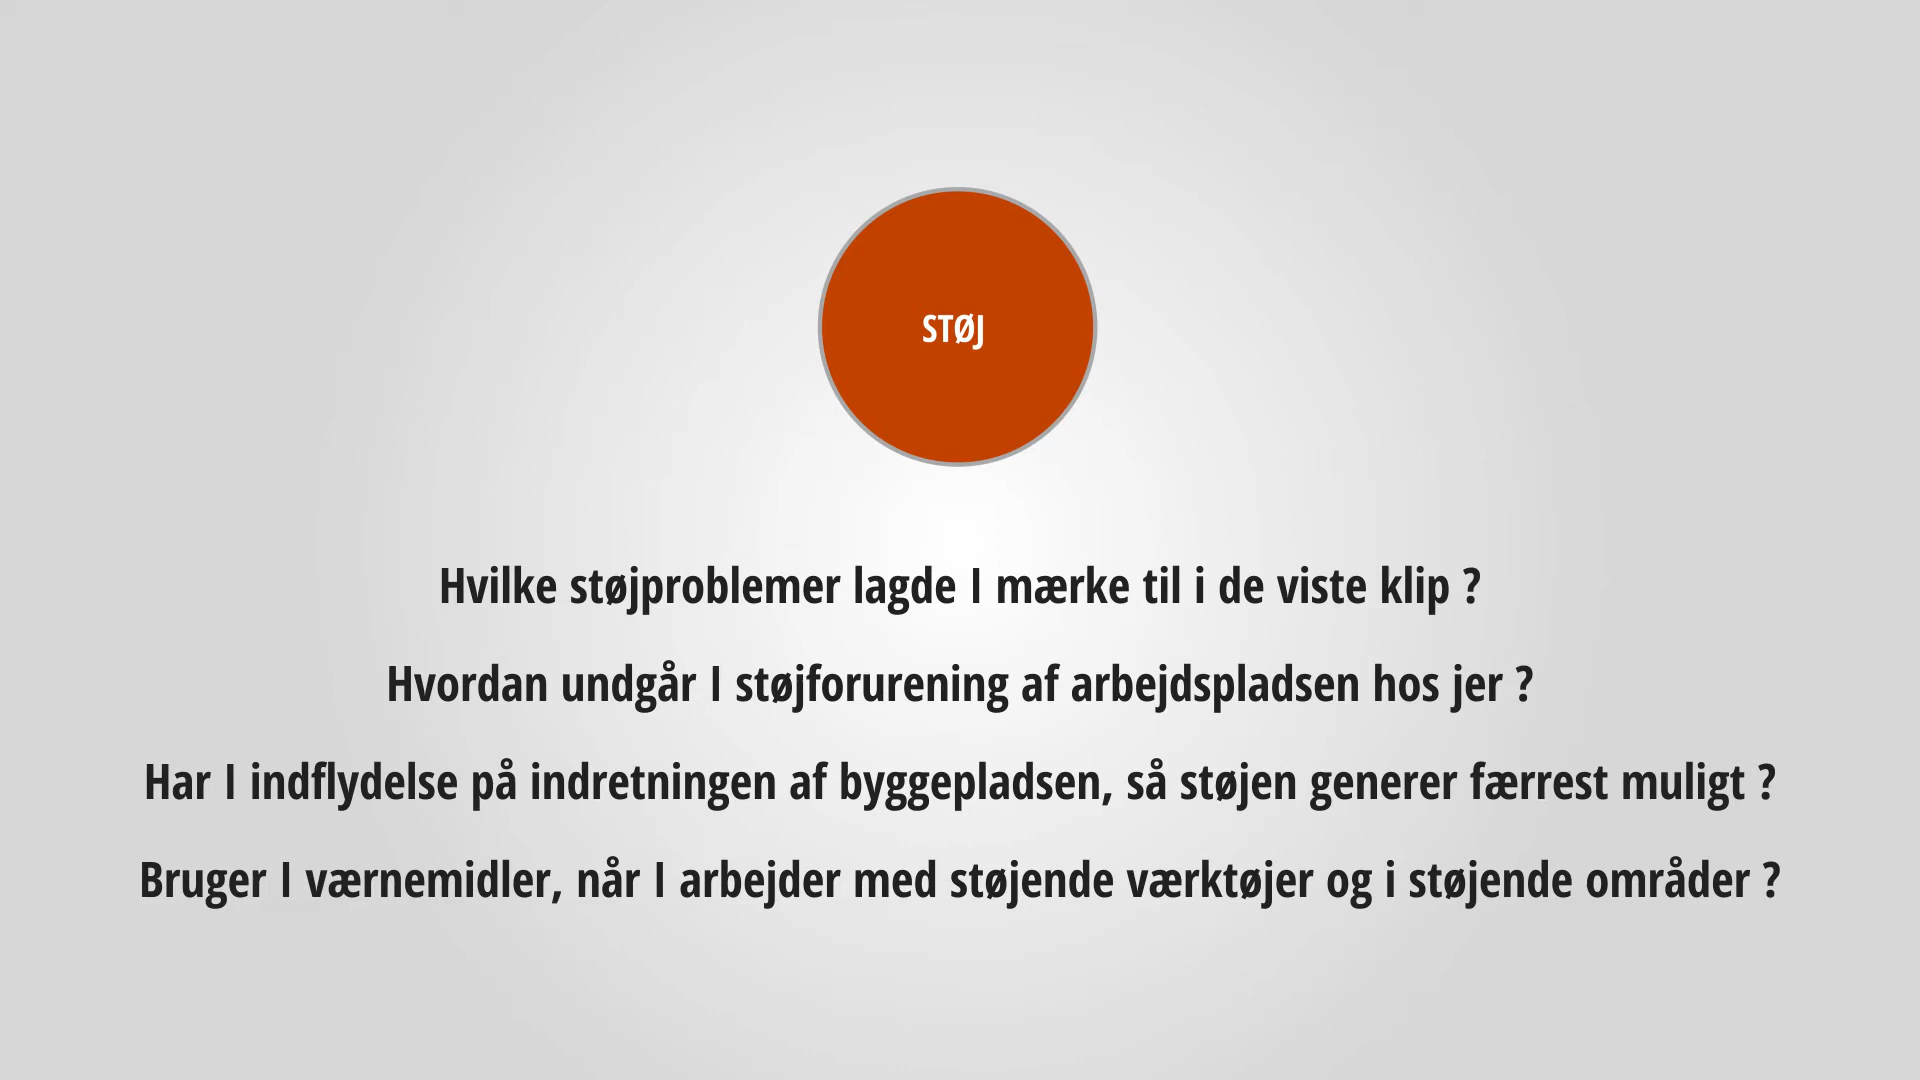 STØJ
Hvilke støjproblemer lagde I mærke til i de viste klip ?
Hvordan undgår I støjforurening af arbejdspladsen hos jer ?
Har I indflydelse på indretningen af byggepladsen, så støjen generer færrest muligt ?
Bruger I værnemidler, når I arbejder med støjende værktøjer og i støjende områder ?